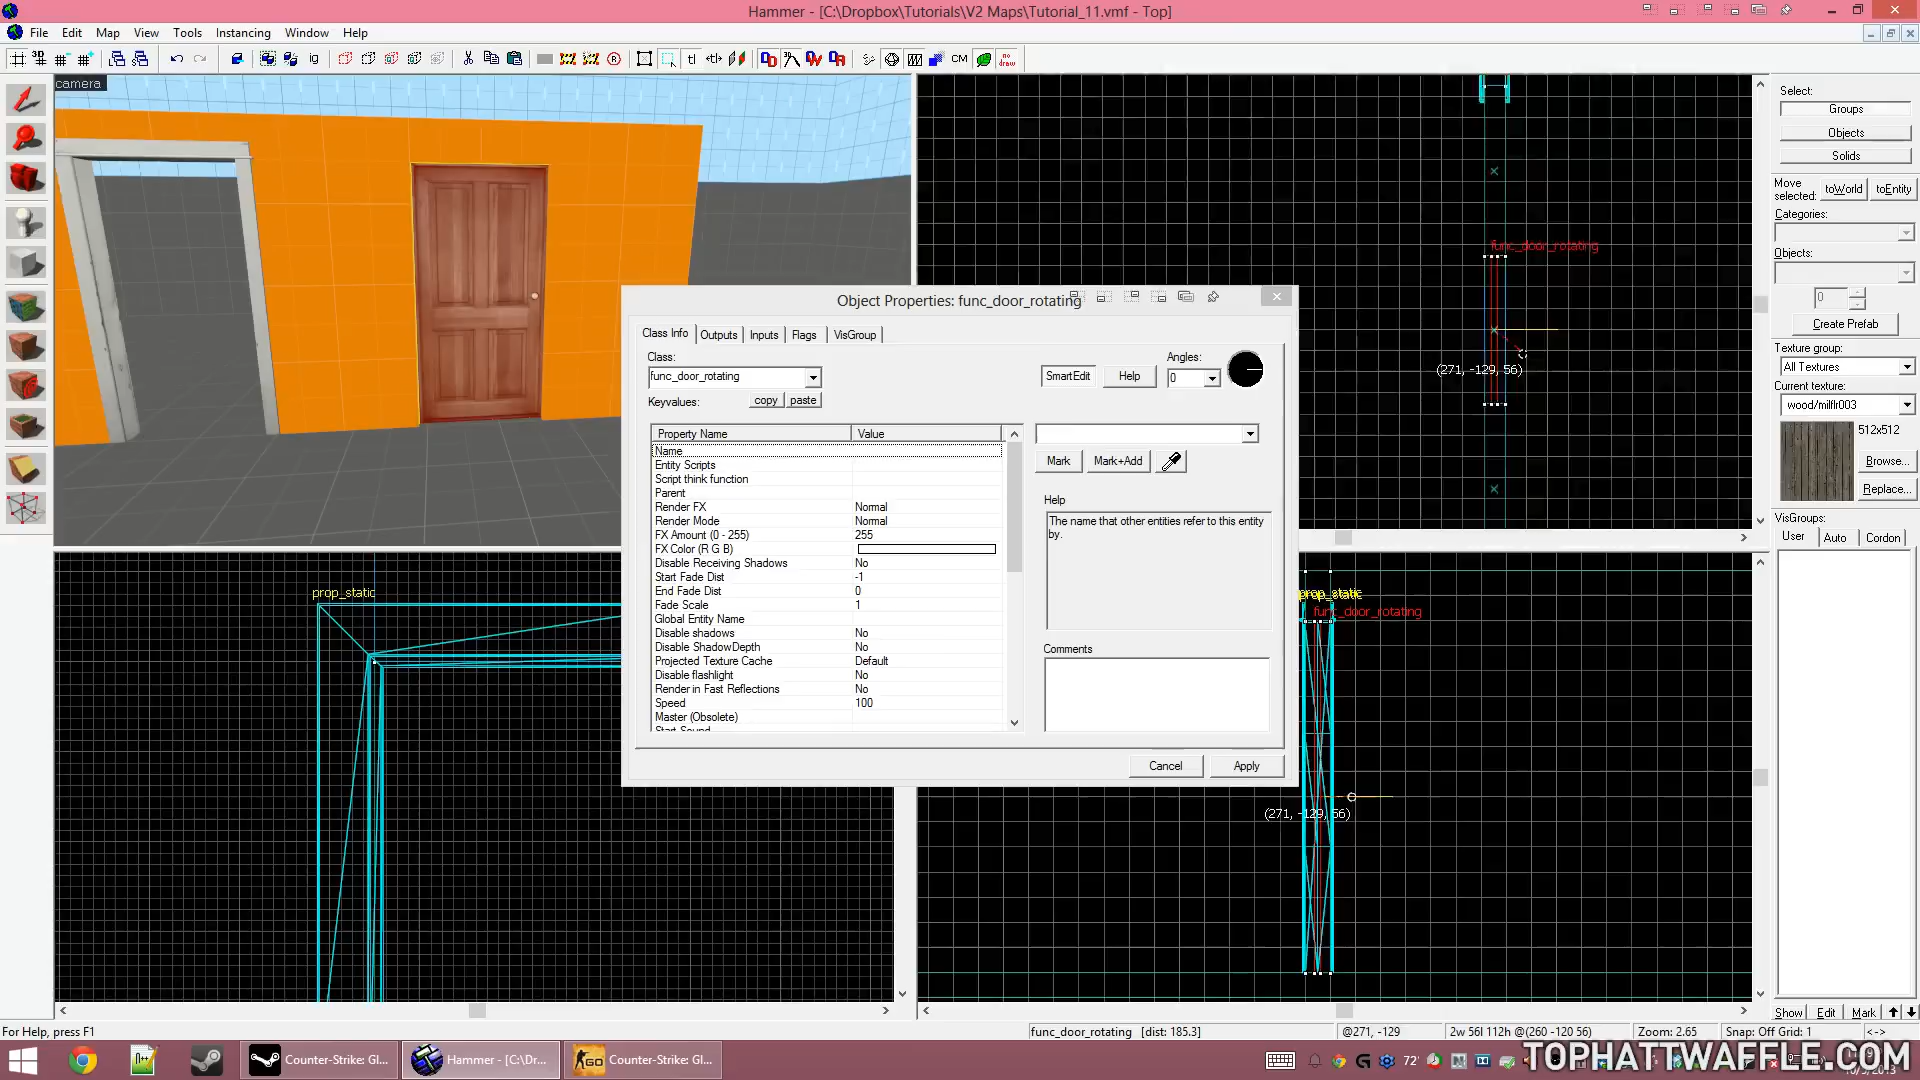 Hammer - [C:\Dropbox\Tutorials\V2 Maps\Tutorial_11.vmf - Top]
File Edit Map View Tools Instancing Window Help
camera
func_door_rotating
(271, -129, 56)
Select:
Groups
Objects
Solids
Move selected: toWorld toEntity
Categories:
Objects:
0
Create Prefab
Texture group:
All Textures
Current texture:
wood/milflr003
512x512
Browse...
Replace...
VisGroups:
User Auto Cordon
Show Edit Mark
Object Properties: func_door_rotating
Class Info Outputs Inputs Flags VisGroup
Class:
func_door_rotating
Keyvalues: copy paste
SmartEdit Help
Angles:
0
Property Name Value
Name
Entity Scripts
Script think function
Parent
Render FX Normal
Render Mode Normal
FX Amount (0 - 255) 255
FX Color (R G B)
Disable Receiving Shadows No
Start Fade Dist -1
End Fade Dist 0
Fade Scale 1
Global Entity Name
Disable shadows No
Disable ShadowDepth No
Projected Texture Cache Default
Disable flashlight No
Render in Fast Reflections No
Speed 100
Master (Obsolete)
Start Sound
Mark Mark+Add
Help
The name that other entities refer to this entity
by.
Comments
Cancel Apply
prop_static
prop_static
func_door_rotating
(271, -129, 56)
For Help, press F1
func_door_rotating [dist: 185.3]
@271, -129
2w 56l 112h @(260 -120 56)
Zoom: 2.65
Snap: Off Grid: 1
<->
Counter-Strike: Gl...
Hammer - [C:\Dr...
Counter-Strike: Gl...
72°
TOPHATTWAFFLE.COM